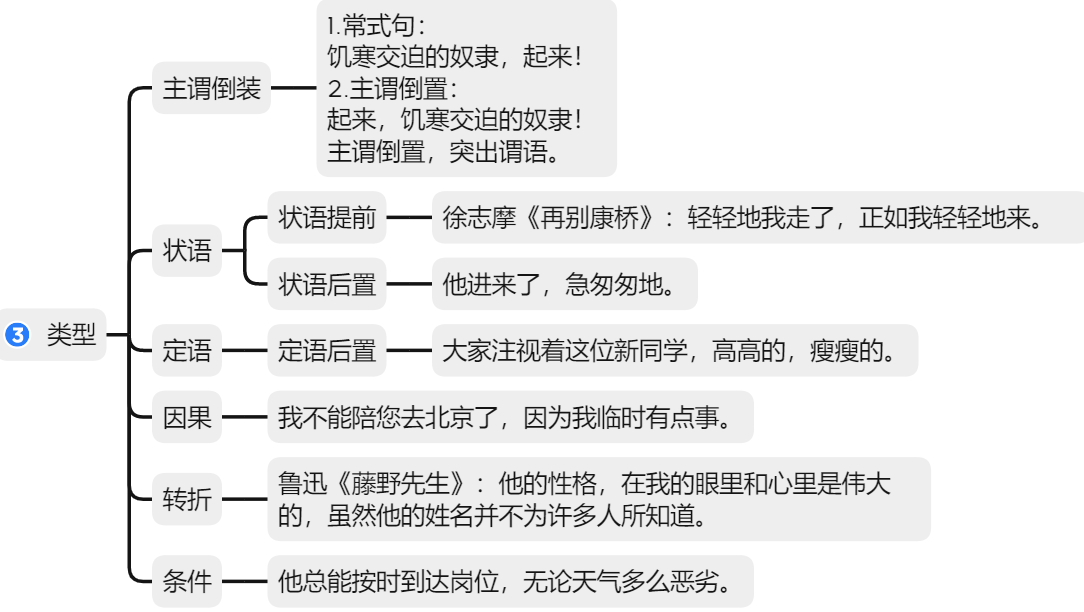 1.常式句：
饥寒交迫的奴隶，起来！
2.主谓倒置：
起来，饥寒交迫的奴隶！
主谓倒置，突出谓语。
主谓倒装
状语提前
徐志摩《再别康桥》：轻轻地我走了，正如我轻轻地来。
状语
状语后置
他进来了，急匆匆地。
3 类型
定语
定语后置
大家注视着这位新同学，高高的，瘦瘦的。
因果
我不能陪您去北京了，因为我临时有点事。
转折
鲁迅《藤野先生》：他的性格，在我的眼里和心里是伟大
的，虽然他的姓名并不为许多人所知道。
条件
他总能按时到达岗位，无论天气多么恶劣。